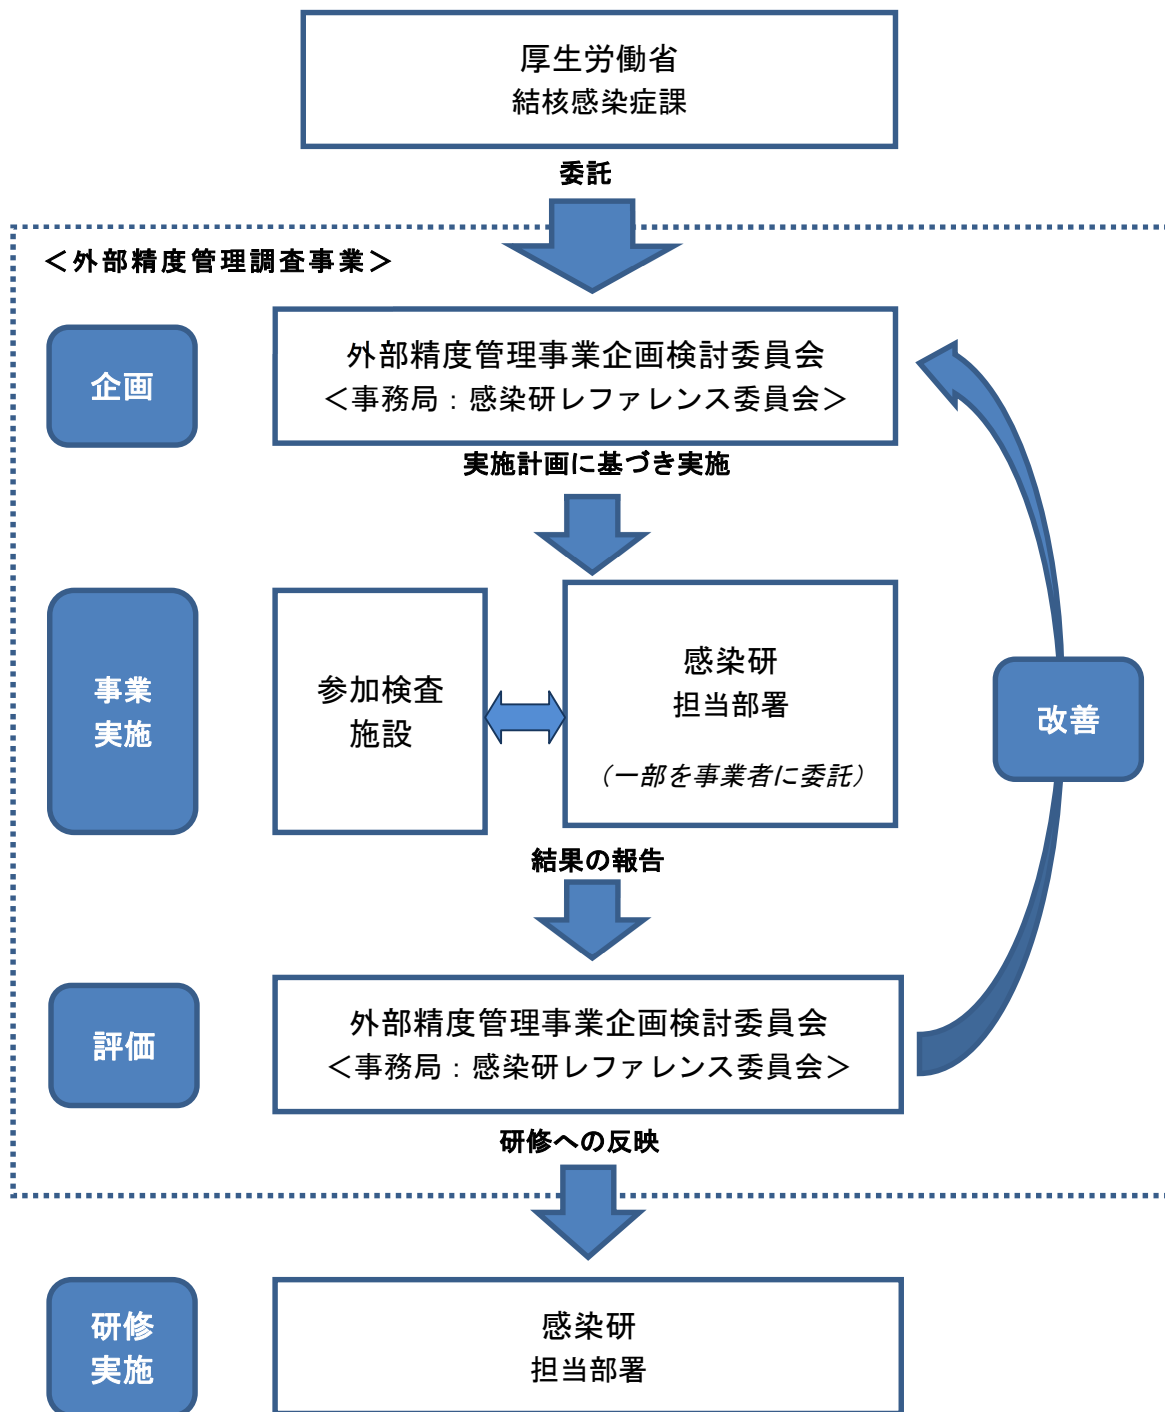 厚生労働省
結核感染症課
委託
＜外部精度管理調査事業＞
企画
外部精度管理事業企画検討委員会
＜事務局：感染研レファレンス委員会＞
実施計画に基づき実施
事業
実施
参加検査
施設
感染研
担当部署
（一部を事業者に委託）
改善
結果の報告
評価
外部精度管理事業企画検討委員会
＜事務局：感染研レファレンス委員会＞
研修への反映
研修
実施
感染研
担当部署